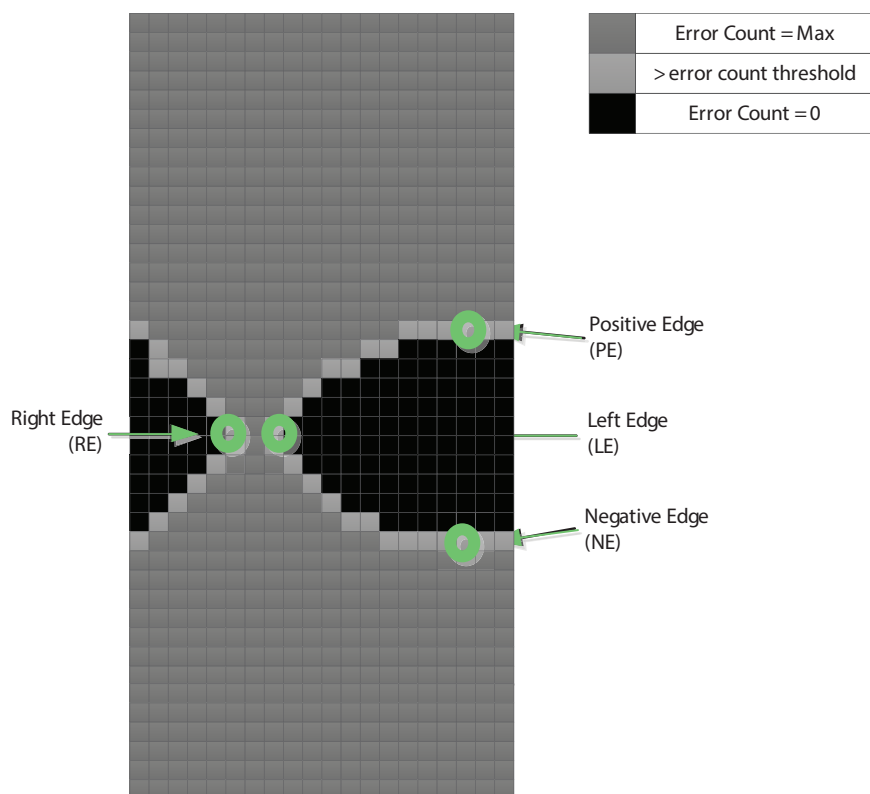 Error Count = Max
> error count threshold
Error Count = 0
Positive Edge
(PE)
Right Edge
(RE)
Left Edge
(LE)
Negative Edge
(NE)